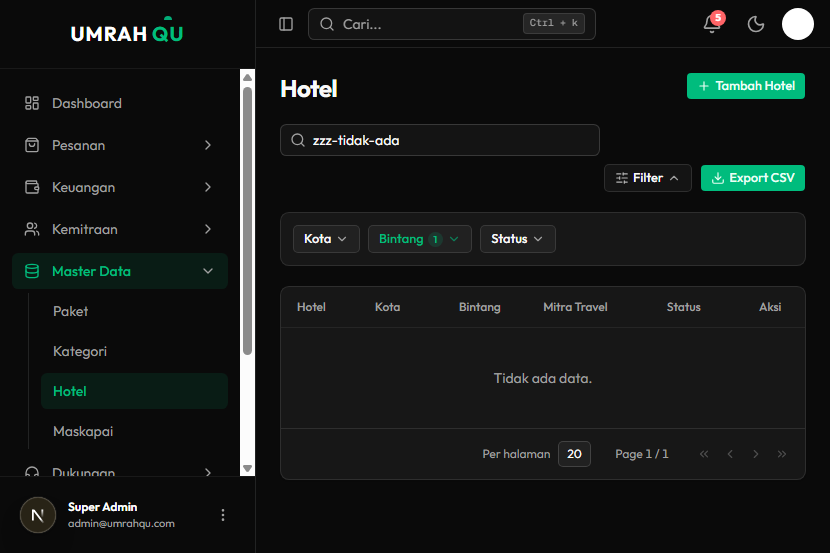 UMRAH QU
Cari...
Ctrl + k
5
Dashboard
Pesanan
Keuangan
Kemitraan
Master Data
Paket
Kategori
Hotel
Maskapai
Dukungan
N
Super Admin
admin@umrahqu.com
Hotel
Tambah Hotel
zzz-tidak-ada
Filter
Export CSV
Kota
Bintang 1
Status
Hotel Kota Bintang Mitra Travel Status Aksi
Tidak ada data.
Per halaman 20 Page 1 / 1